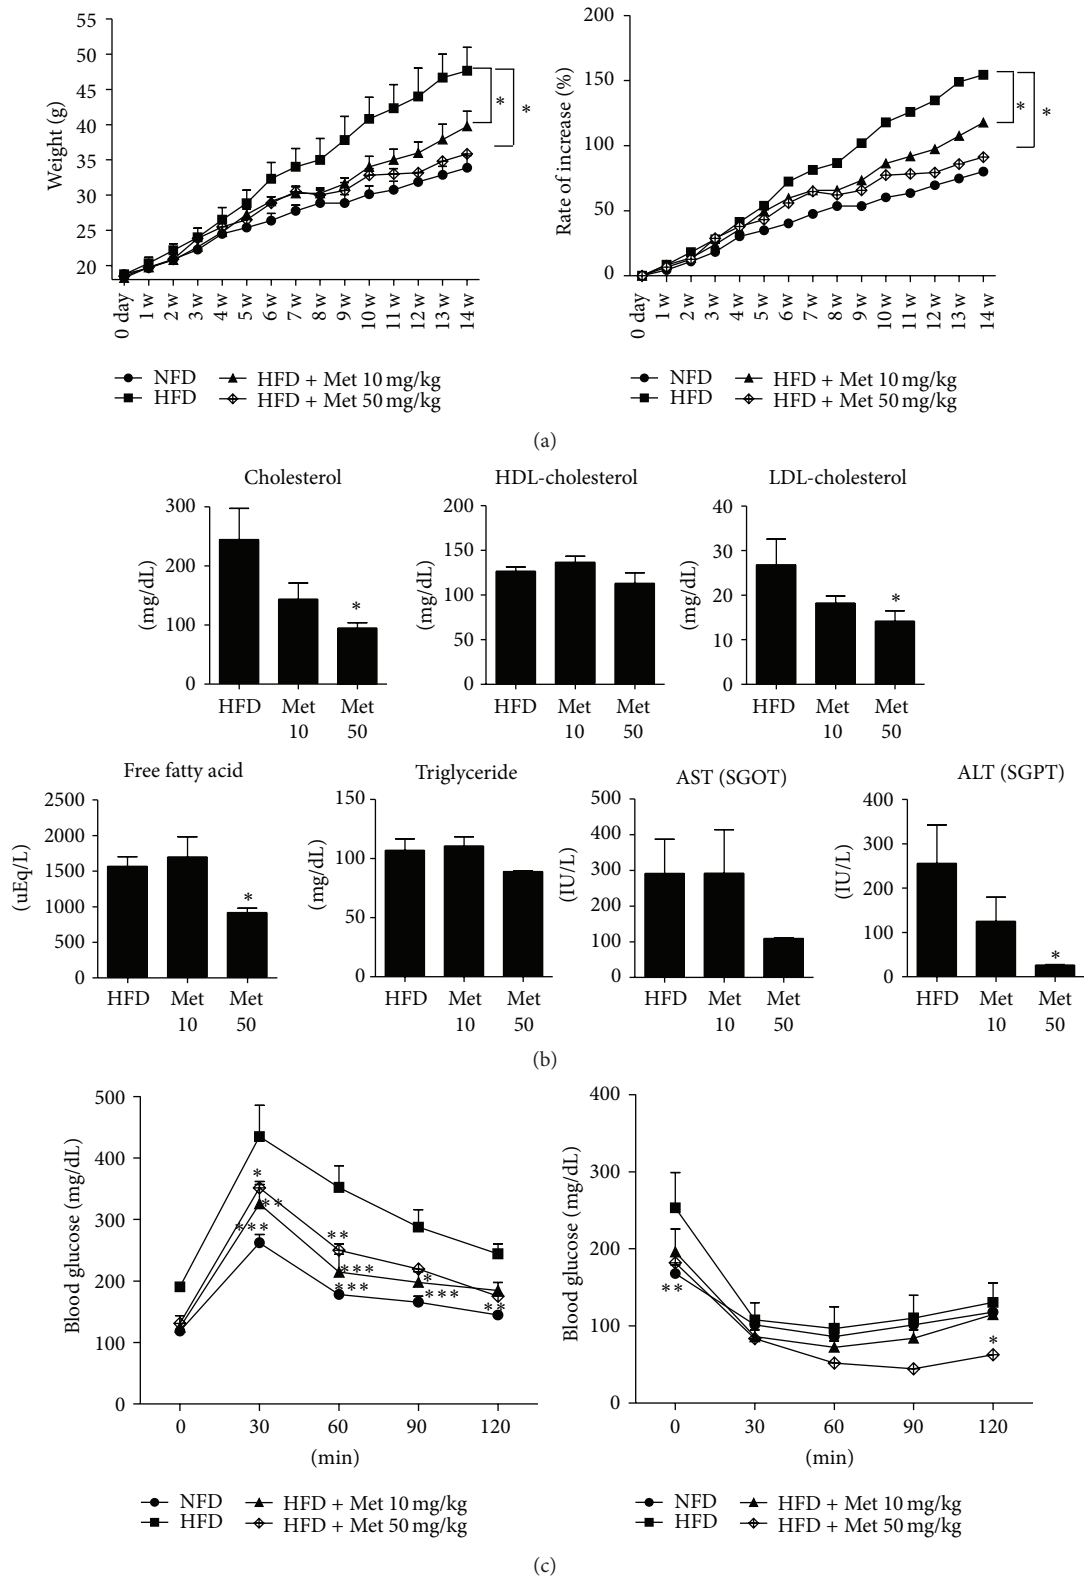 55
50
45
40
35
30
25
20
Weight (g)
0 day
1 w
2 w
3 w
4 w
5 w
6 w
7 w
8 w
9 w
10 w
11 w
12 w
13 w
14 w
*
*
NFD
HFD
HFD + Met 10 mg/kg
HFD + Met 50 mg/kg
200
150
100
50
0
Rate of increase (%)
0 day
1 w
2 w
3 w
4 w
5 w
6 w
7 w
8 w
9 w
10 w
11 w
12 w
13 w
14 w
*
*
NFD
HFD
HFD + Met 10 mg/kg
HFD + Met 50 mg/kg
(a)
Cholesterol
300
200
100
0
(mg/dL)
*
HFD
Met
10
Met
50
HDL-cholesterol
200
150
100
50
0
(mg/dL)
HFD
Met
10
Met
50
LDL-cholesterol
40
30
20
10
0
(mg/dL)
*
HFD
Met
10
Met
50
Free fatty acid
2500
2000
1500
1000
500
0
(uEq/L)
*
HFD
Met
10
Met
50
Triglyceride
150
100
50
0
(mg/dL)
HFD
Met
10
Met
50
AST (SGOT)
500
400
300
200
100
0
(IU/L)
HFD
Met
10
Met
50
ALT (SGPT)
400
300
200
100
0
(IU/L)
*
HFD
Met
10
Met
50
(b)
500
400
300
200
100
0
Blood glucose (mg/dL)
*
**
***
**
***
***
*
***
**
0
30
60
90
120
(min)
NFD
HFD
HFD + Met 10 mg/kg
HFD + Met 50 mg/kg
400
300
200
100
0
Blood glucose (mg/dL)
**
*
0
30
60
90
120
(min)
NFD
HFD
HFD + Met 10 mg/kg
HFD + Met 50 mg/kg
(c)